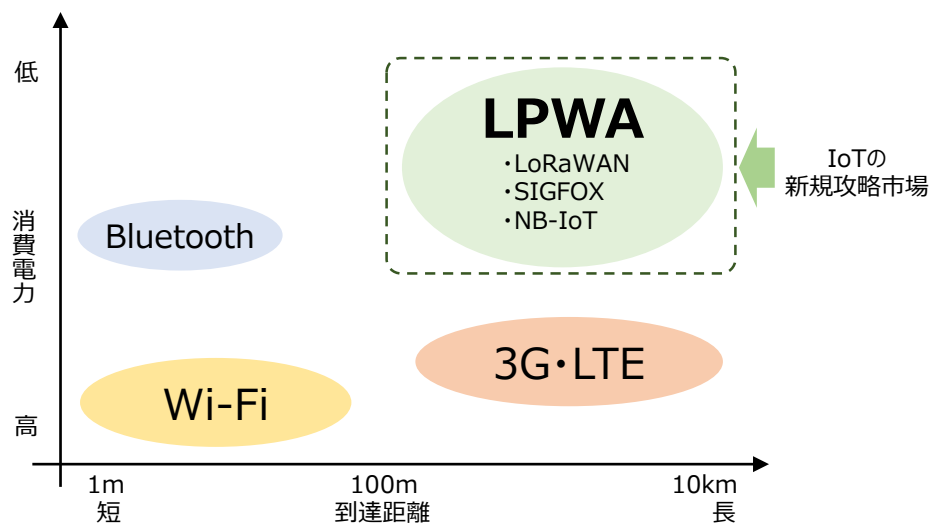 低
消費電力
高
LPWA
・LoRaWAN
・SIGFOX
・NB-IoT
IoTの
新規攻略市場
Bluetooth
3G・LTE
Wi-Fi
1m
短
100m
到達距離
10km
長